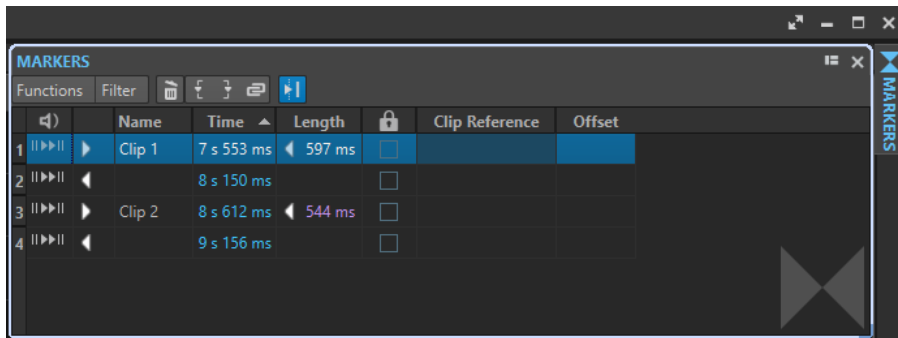 MARKERS
Functions Filter
Name Time Length Clip Reference Offset
1 Clip 1 7 s 553 ms 597 ms
2 8 s 150 ms
3 Clip 2 8 s 612 ms 544 ms
4 9 s 156 ms
MARKERS